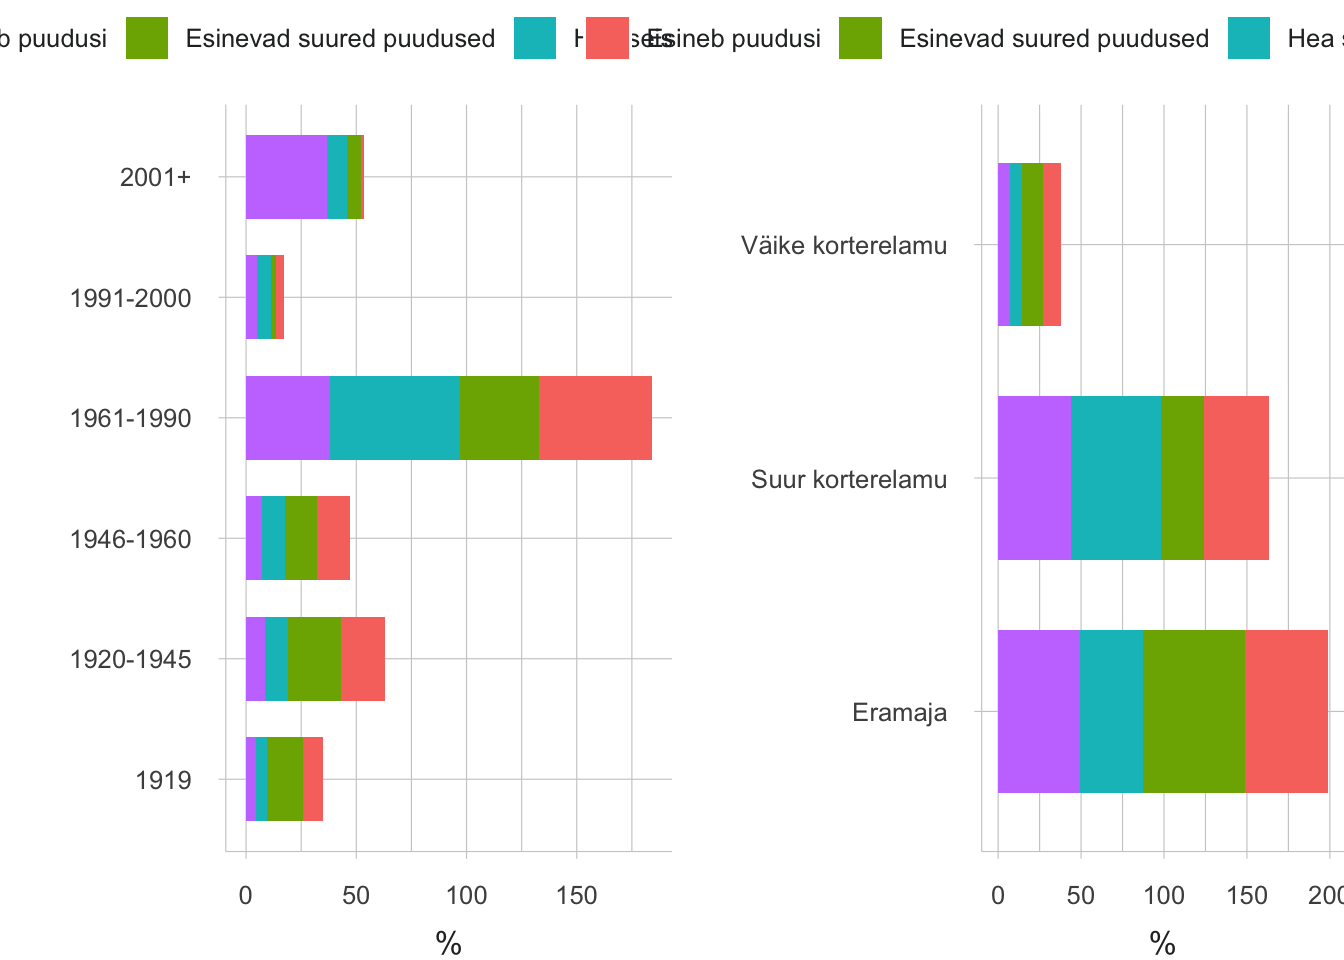 b puudusi Esinevad suured puudused Esineb puudusi Esinevad suured puudused Hea s
2001+
1991-2000
1961-1990
1946-1960
1920-1945
1919
0 50 100 150
%
Väike korterelamu
Suur korterelamu
Eramaja
0 50 100 150 200
%